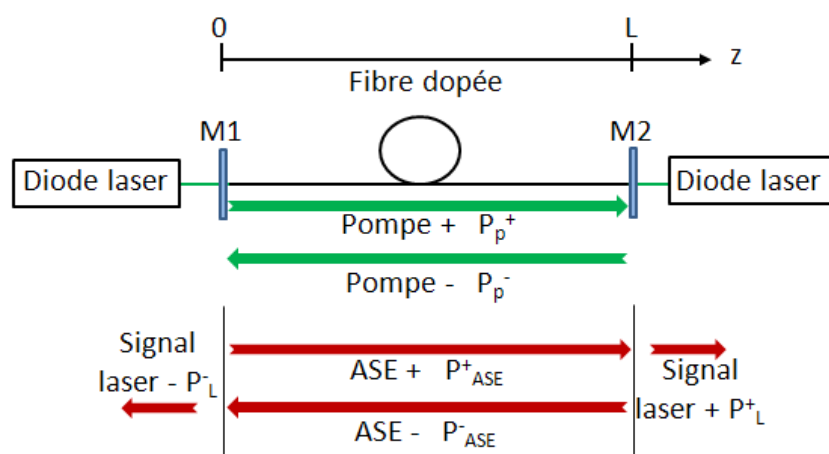 0 L
z
Fibre dopée
M1 M2
Diode laser Diode laser
Pompe + Pp+
Pompe - Pp-
Signal
laser - P-L
ASE + P+ASE
ASE - P-ASE
Signal
laser + P+L